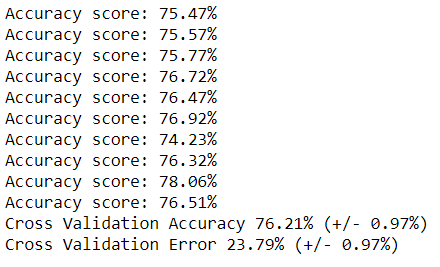 Accuracy score: 75.47%
Accuracy score: 75.57%
Accuracy score: 75.77%
Accuracy score: 76.72%
Accuracy score: 76.47%
Accuracy score: 76.92%
Accuracy score: 74.23%
Accuracy score: 76.32%
Accuracy score: 78.06%
Accuracy score: 76.51%
Cross Validation Accuracy 76.21% (+/- 0.97%)
Cross Validation Error 23.79% (+/- 0.97%)